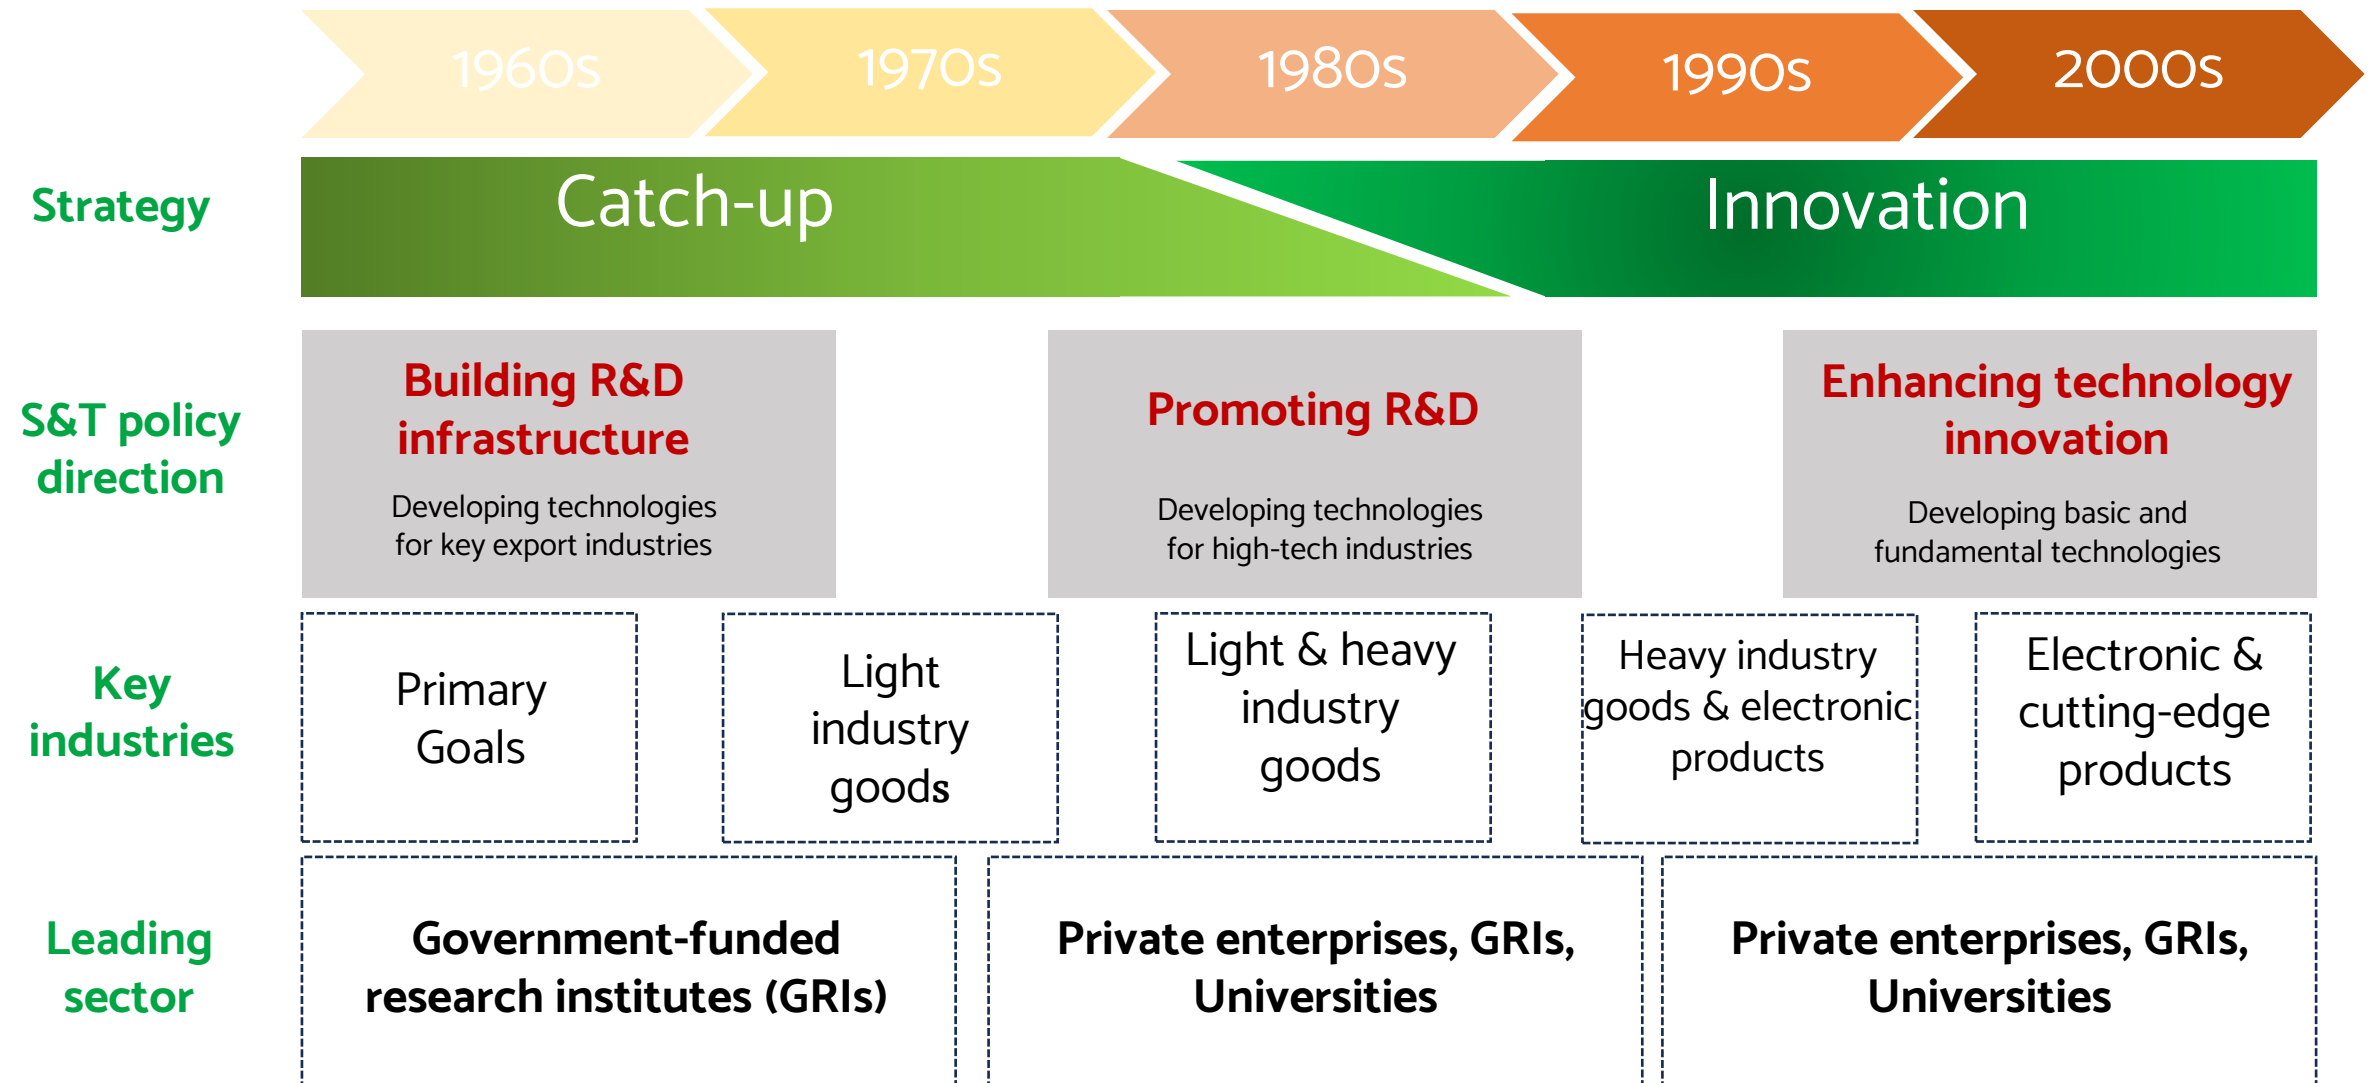 1960s
1970s
1980s
1990s
2000s
Strategy
Catch-up
Innovation
S&T policy
direction
Building R&D
infrastructure
Developing technologies
for key export industries
Promoting R&D
Developing technologies
for high-tech industries
Enhancing technology
innovation
Developing basic and
fundamental technologies
Key
industries
Primary
Goals
Light
industry
goods
Light & heavy
industry
goods
Heavy industry
goods & electronic
products
Electronic &
cutting-edge
products
Leading
sector
Government-funded
research institutes (GRIs)
Private enterprises, GRIs,
Universities
Private enterprises, GRIs,
Universities